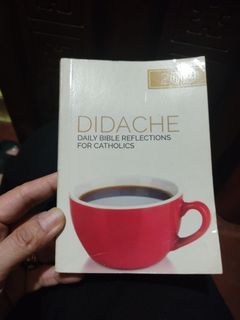 DIDACHE
DAILY BIBLE REFLECTIONS
FOR CATHOLICS